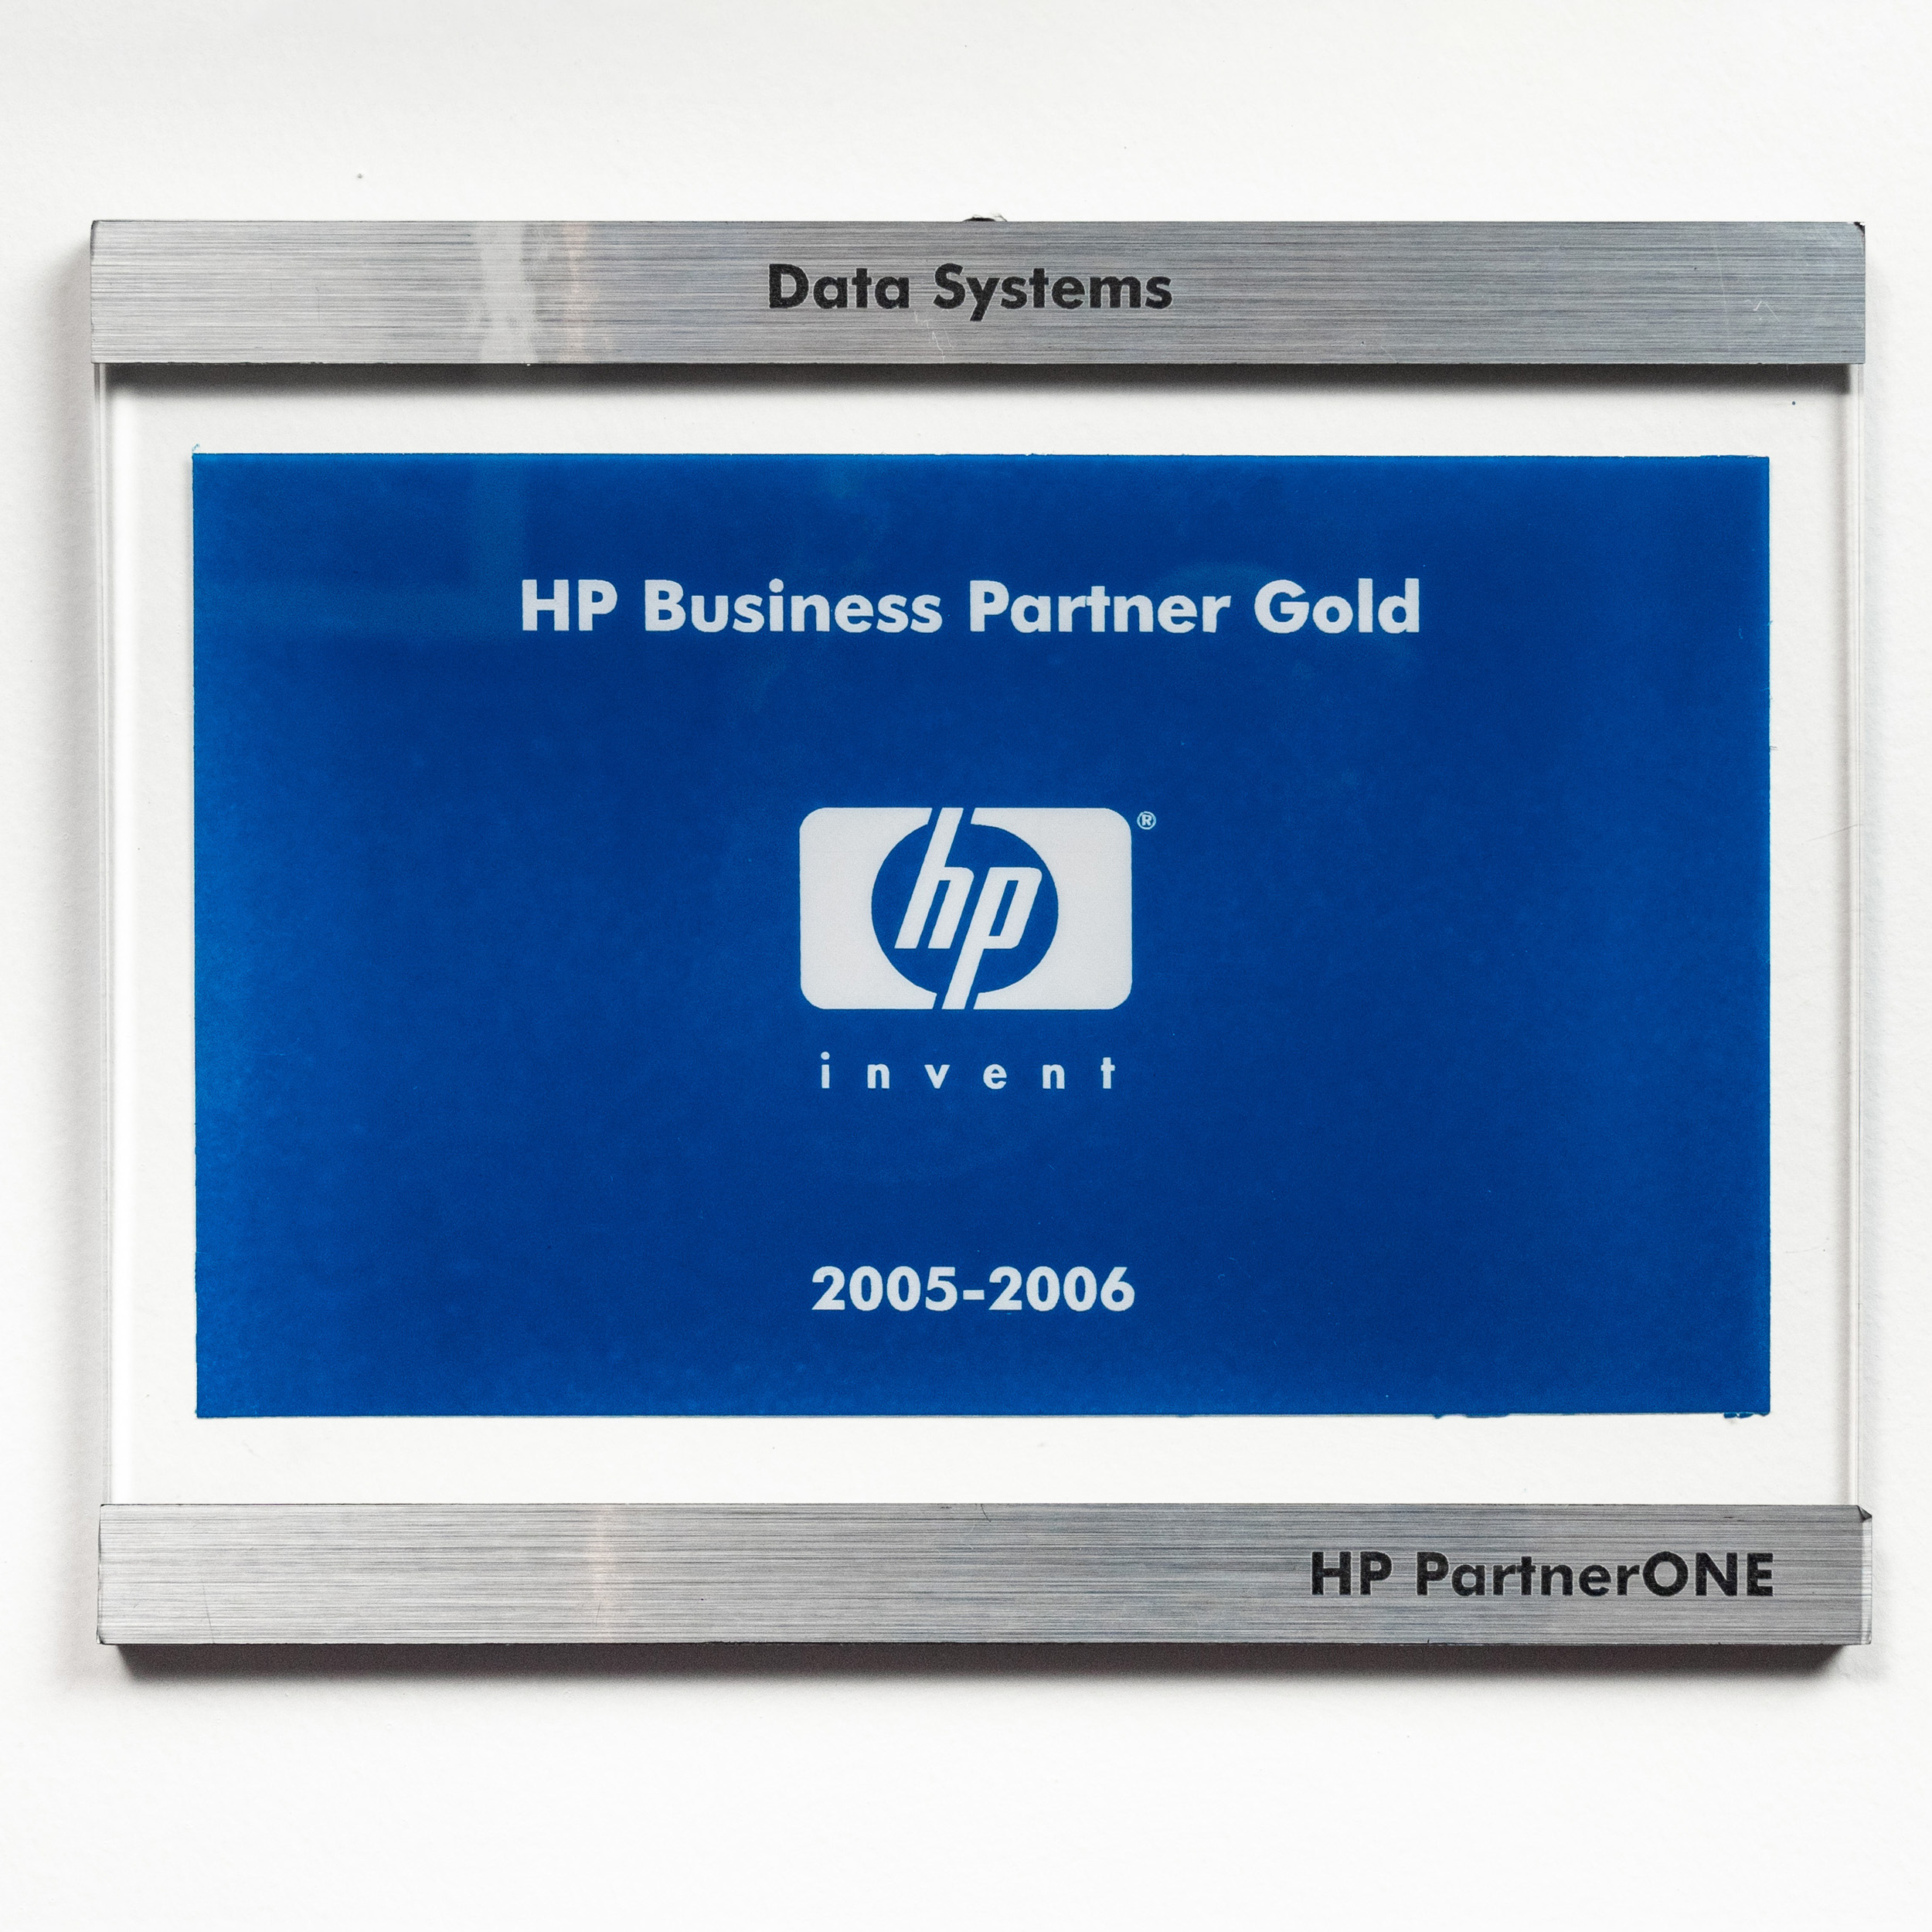 Data Systems
HP Business Partner Gold
hp®
invent
2005-2006
HP PartnerONE